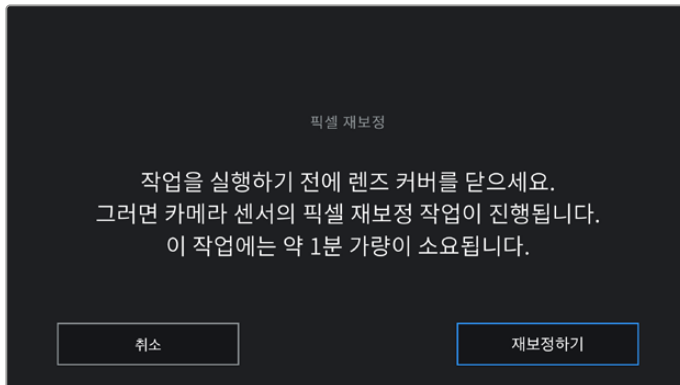 픽셀 재보정
작업을 실행하기 전에 렌즈 커버를 닫으세요.
그러면 카메라 센서의 픽셀 재보정 작업이 진행됩니다.
이 작업에는 약 1분 가량이 소요됩니다.
취소
재보정하기